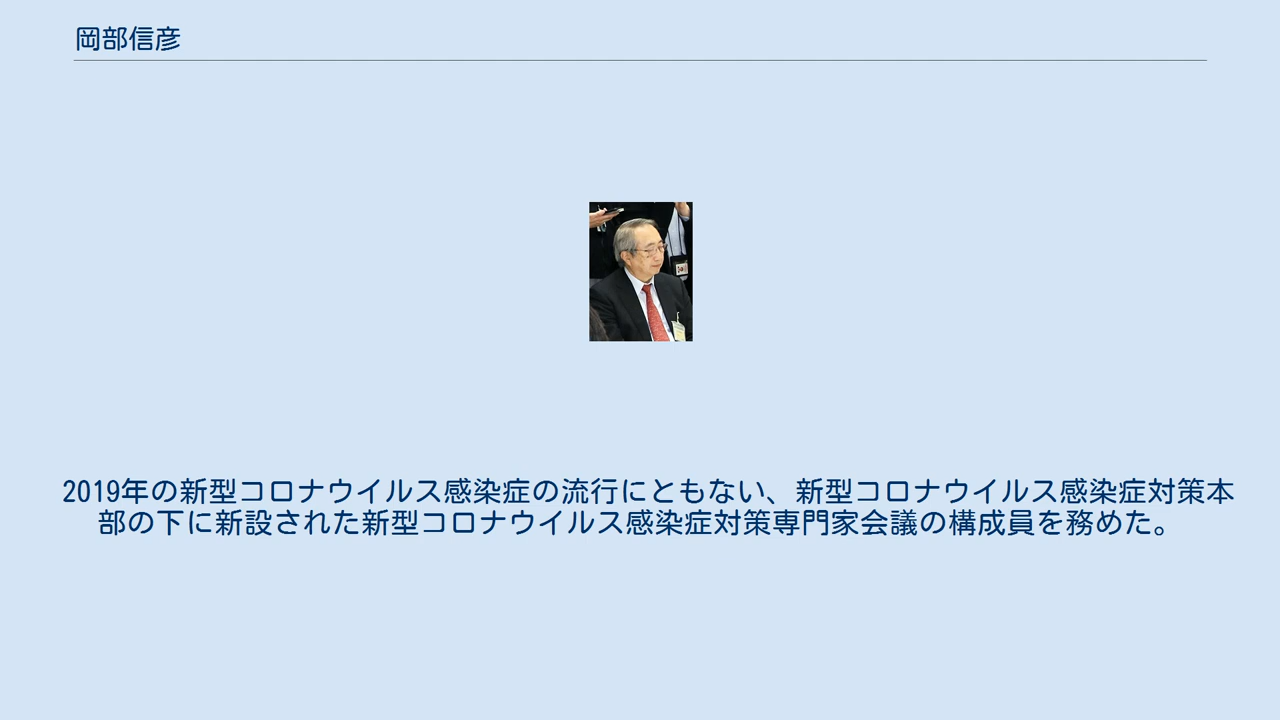 岡部信彦
2019年の新型コロナウイルス感染症の流行にともない、新型コロナウイルス感染症対策本
部の下に新設された新型コロナウイルス感染症対策専門家会議の構成員を務めた。